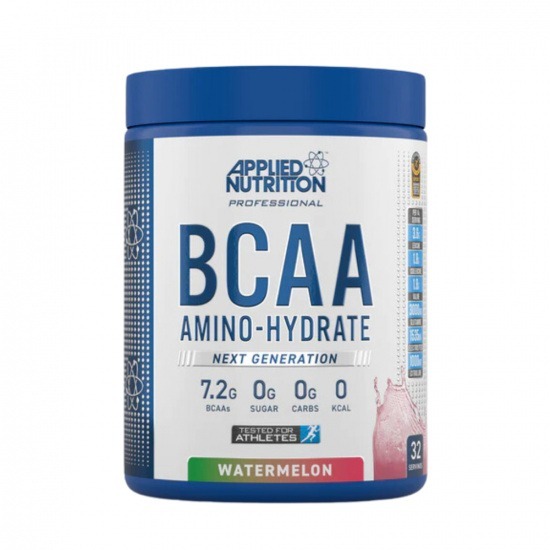 APPLIED
NUTRITION
PROFESSIONAL
BCAA
AMINO-HYDRATE
NEXT GENERATION
7.2G 0G 0G 0
BCAAs SUGAR CARBS KCAL
TESTED FOR
ATHLETES
WATERMELON
32
SERVINGS